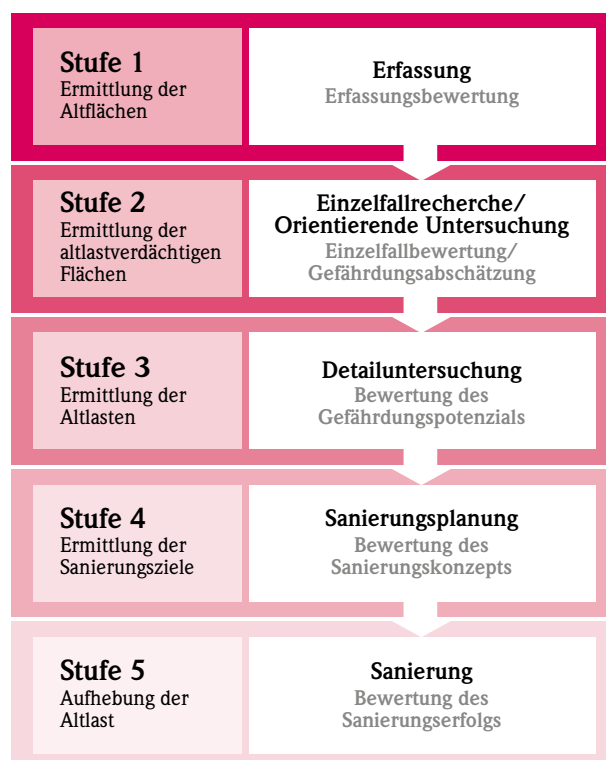 Stufe 1
Ermittlung der
Altflächen
Erfassung
Erfassungsbewertung
Stufe 2
Ermittlung der
altlastverdächtigen
Flächen
Einzelfallrecherche/
Orientierende Untersuchung
Einzelfallbewertung/
Gefährdungsabschätzung
Stufe 3
Ermittlung der
Altlasten
Detailuntersuchung
Bewertung des
Gefährdungspotenzials
Stufe 4
Ermittlung der
Sanierungsziele
Sanierungsplanung
Bewertung des
Sanierungskonzepts
Stufe 5
Aufhebung der
Altlast
Sanierung
Bewertung des
Sanierungserfolgs